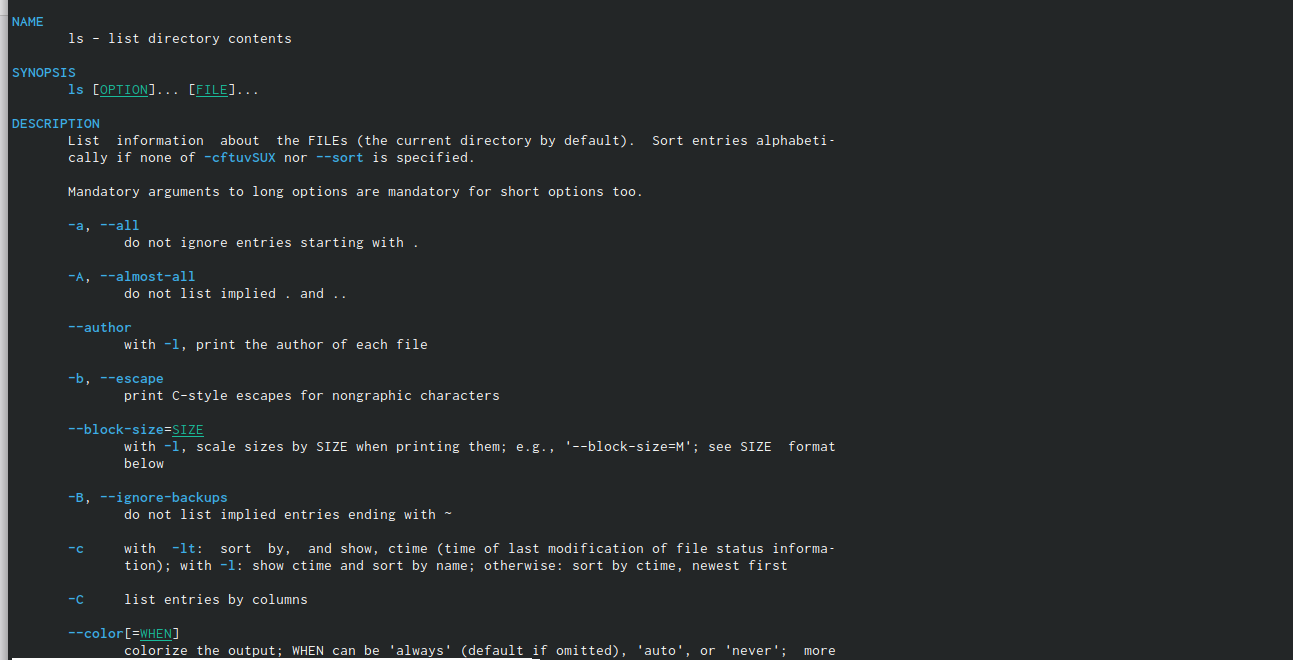 NAME
ls - list directory contents
SYNOPSIS
ls [OPTION]... [FILE]...
DESCRIPTION
List  information  about  the FILEs (the current directory by default).  Sort entries alphabeti-
cally if none of -cftuvSUX nor --sort is specified.
Mandatory arguments to long options are mandatory for short options too.
-a, --all
do not ignore entries starting with .
-A, --almost-all
do not list implied . and ..
--author
with -l, print the author of each file
-b, --escape
print C-style escapes for nongraphic characters
--block-size=SIZE
with -l, scale sizes by SIZE when printing them; e.g., '--block-size=M'; see SIZE  format
below
-B, --ignore-backups
do not list implied entries ending with ~
-c     with  -lt:  sort  by,  and show, ctime (time of last modification of file status informa-
tion); with -l: show ctime and sort by name; otherwise: sort by ctime, newest first
-C     list entries by columns
--color[=WHEN]
colorize the output; WHEN can be 'always' (default if omitted), 'auto', or 'never';  more